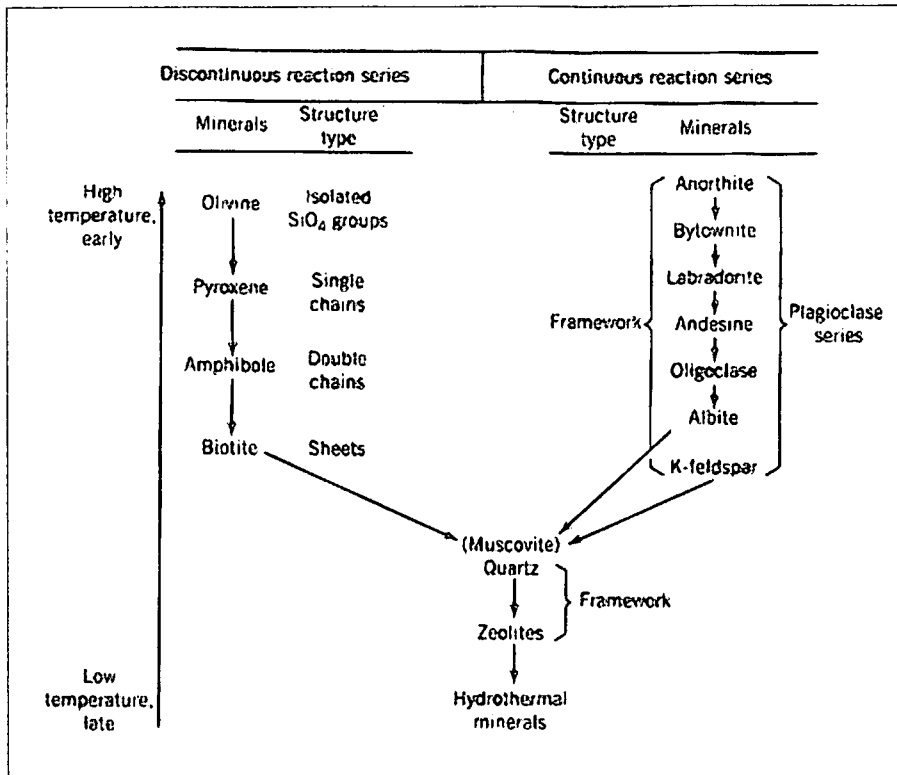 Discontinuous reaction series
Continuous reaction series
Minerals
Structure
type
Structure
type
Minerals
High
temperature,
early
Olivine
Isolated
SiO₄ groups
Pyroxene
Single
chains
Amphibole
Double
chains
Biotite
Sheets
Framework
Anorthite
Bytownite
Labradorite
Andesine
Oligoclase
Albite
K-feldspar
Plagioclase
series
(Muscovite)
Quartz
Zeolites
Framework
Hydrothermal
minerals
Low
temperature,
late